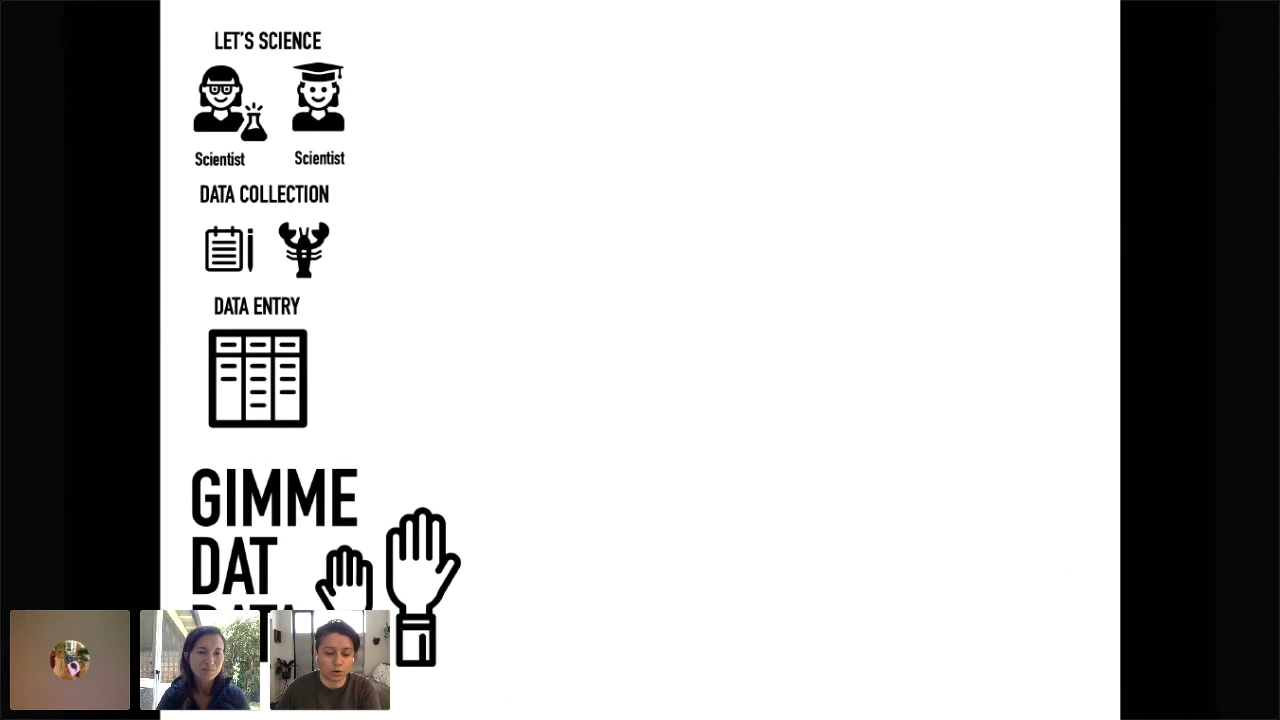 LET'S SCIENCE
Scientist Scientist
DATA COLLECTION
DATA ENTRY
GIMME
DAT